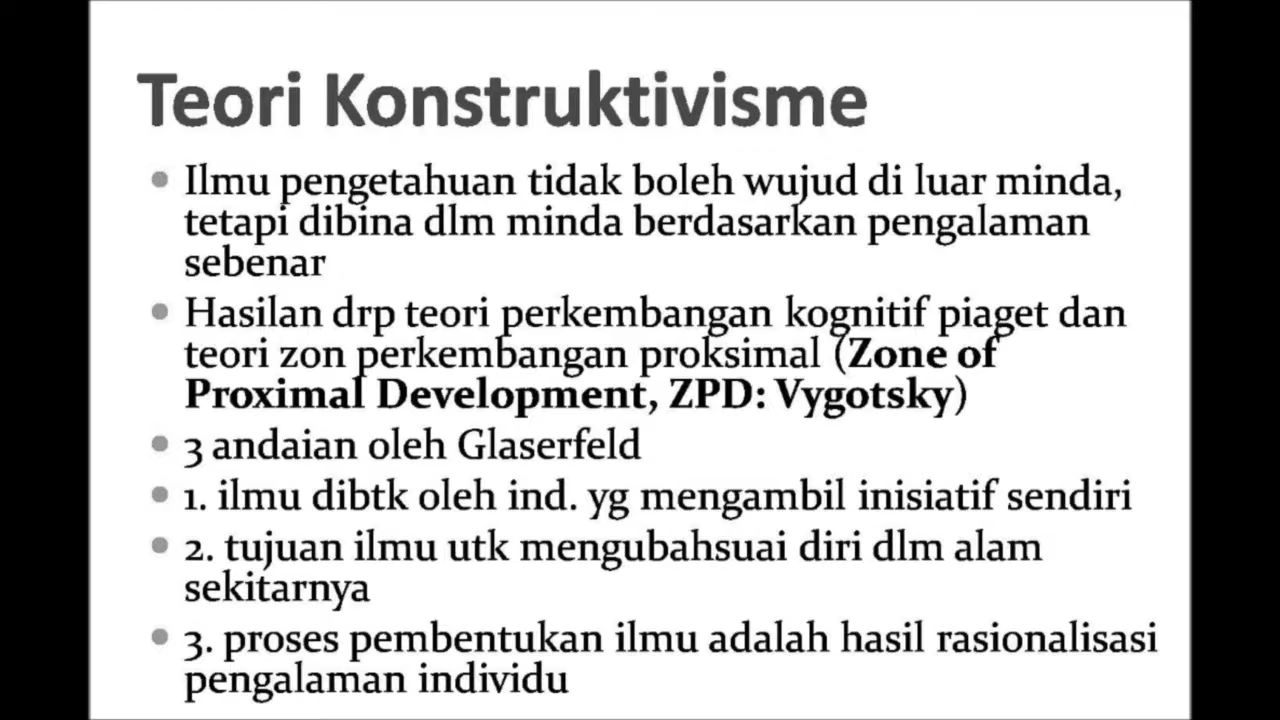 Teori Konstruktivisme
• Ilmu pengetahuan tidak boleh wujud di luar minda,
tetapi dibina dlm minda berdasarkan pengalaman
sebenar
• Hasilan drp teori perkembangan kognitif piaget dan
teori zon perkembangan proksimal (Zone of
Proximal Development, ZPD: Vygotsky)
• 3 andaian oleh Glaserfeld
• 1. ilmu dibtk oleh ind. yg mengambil inisiatif sendiri
• 2. tujuan ilmu utk mengubahsuai diri dlm alam
sekitarnya
• 3. proses pembentukan ilmu adalah hasil rasionalisasi
pengalaman individu